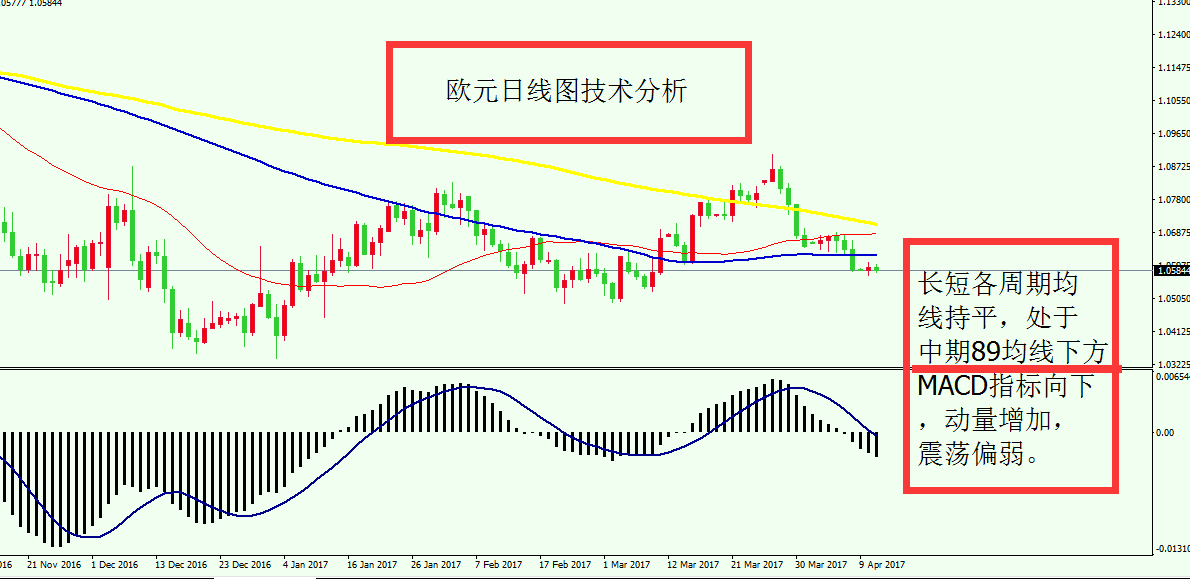 05777 1.05844
欧元日线图技术分析
1.13300
1.12400
1.11475
1.10550
1.09650
1.08725
1.07800
1.06875
1.05844
1.05050
1.04125
1.03225
长短各周期均
线持平，处于
中期89均线下方
MACD指标向下
，动量增加，
震荡偏弱。
0.00654
0.00
-0.01310
016
21 Nov 2016
1 Dec 2016
13 Dec 2016
23 Dec 2016
4 Jan 2017
16 Jan 2017
26 Jan 2017
7 Feb 2017
17 Feb 2017
1 Mar 2017
12 Mar 2017
21 Mar 2017
30 Mar 2017
9 Apr 2017